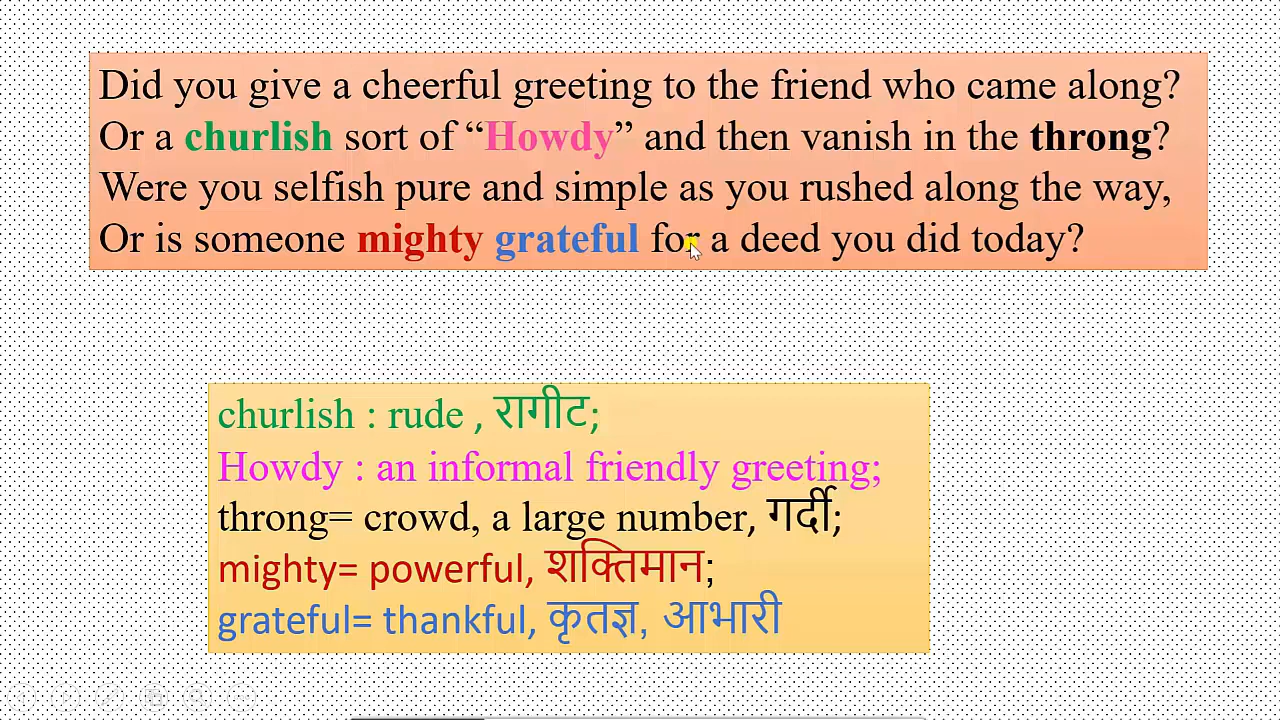 Did you give a cheerful greeting to the friend who came along?
Or a churlish sort of “Howdy” and then vanish in the throng?
Were you selfish pure and simple as you rushed along the way,
Or is someone mighty grateful for a deed you did today?
churlish : rude , रागीट;
Howdy : an informal friendly greeting;
throng= crowd, a large number, गर्दी;
mighty= powerful, शक्तिमान;
grateful= thankful, कृतज्ञ, आभारी